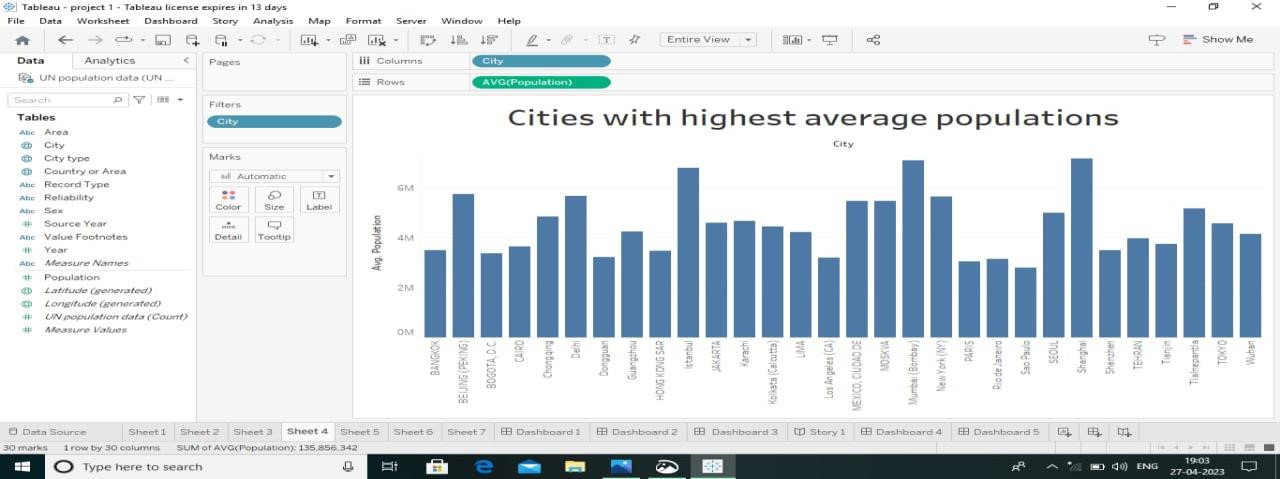 Tableau - project 1 - Tableau license expires in 13 days
File Data Worksheet Dashboard Story Analysis Map Format Server Window Help
Entire View
Show Me
Data Analytics
UN population data (UN ...
Search
Tables
Abc Area
City
City type
Country or Area
Abc Record Type
Abc Reliability
Abc Sex
Source Year
Abc Value Footnotes
Year
Abc Measure Names
Population
Latitude (generated)
Longitude (generated)
UN population data (Count)
Measure Values
Pages
Filters
City
Marks
Automatic
Color Size Label
Detail Tooltip
Columns City
Rows AVG(Population)
Cities with highest average populations
City
Avg. Population
6M
4M
2M
0M
BANGKOK
BEIJING (PEKING)
BOGOTA, D.C.
CAIRO
Chongqing
Delhi
Dongguan
Guangzhou
HONG KONG SAR
Istanbul
JAKARTA
Karachi
Kolkata (Calcutta)
LIMA
Los Angeles (CA)
MEXICO, CIUDAD DE
MOSKVA
Mumbai (Bombay)
New York (NY)
PARIS
Rio de Janeiro
Sao Paulo
SEOUL
Shanghai
Shenzhen
TEHRAN
Tianjin
Tlalnepantla
TOKYO
Wuhan
Data Source Sheet 1 Sheet 2 Sheet 3 Sheet 4 Sheet 5 Sheet 6 Sheet 7 Dashboard 1 Dashboard 2 Dashboard 3 Story 1 Dashboard 4 Dashboard 5
30 marks 1 row by 30 columns SUM of AVG(Population): 135,856,342
Type here to search
ENG
19:03
27-04-2023